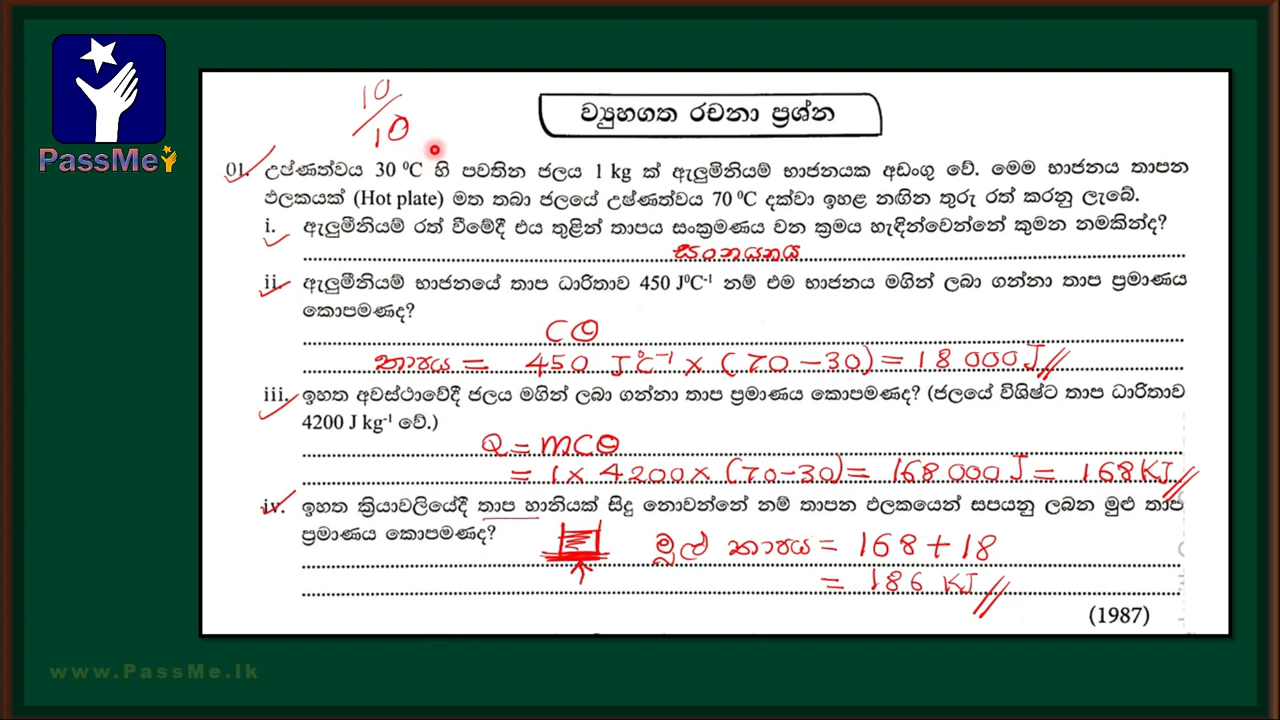 PassMe
10/10
ව්‍යුහගත රචනා ප්‍රශ්න
01. උෂ්ණත්වය 30 ⁰C හි පවතින ජලය 1 kg ක් ඇලුමිනියම් භාජනයක අඩංගු වේ. මෙම භාජනය තාපන
ඵලකයක් (Hot plate) මත තබා ජලයේ උෂ්ණත්වය 70 ⁰C දක්වා ඉහළ නඟින තුරු රත් කරනු ලැබේ.
i. ඇලුමීනියම් රත් වීමේදී එය තුළින් තාපය සංක්‍රමණය වන ක්‍රමය හැඳින්වෙන්නේ කුමන නමකින්ද?
සංනයනය
ii. ඇලුමීනියම් භාජනයේ තාප ධාරිතාව 450 J⁰C⁻¹ නම් එම භාජනය මගින් ලබා ගන්නා තාප ප්‍රමාණය
කොපමණද?
Cθ
තාපය = 450 J°C⁻¹ × (70 – 30) = 18 000 J
iii. ඉහත අවස්ථාවේදී ජලය මගින් ලබා ගන්නා තාප ප්‍රමාණය කොපමණද? (ජලයේ විශිෂ්ට තාප ධාරිතාව
4200 J kg⁻¹ වේ.)
Q = mCθ
= 1 × 4200 × (70-30) = 168 000 J = 168 KJ
iv. ඉහත ක්‍රියාවලියේදී තාප හානියක් සිදු නොවන්නේ නම් තාපන ඵලකයෙන් සපයනු ලබන මුළු තාප
ප්‍රමාණය කොපමණද?
මුළු තාපය = 168 + 18
= 186 KJ
(1987)
www.PassMe.lk